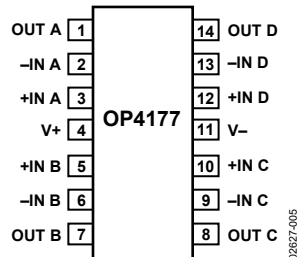 OUT A 1 14 OUT D
–IN A 2 13 –IN D
+IN A 3 12 +IN D
V+ 4 OP4177 11 V–
+IN B 5 10 +IN C
–IN B 6 9 –IN C
OUT B 7 8 OUT C
02627-005